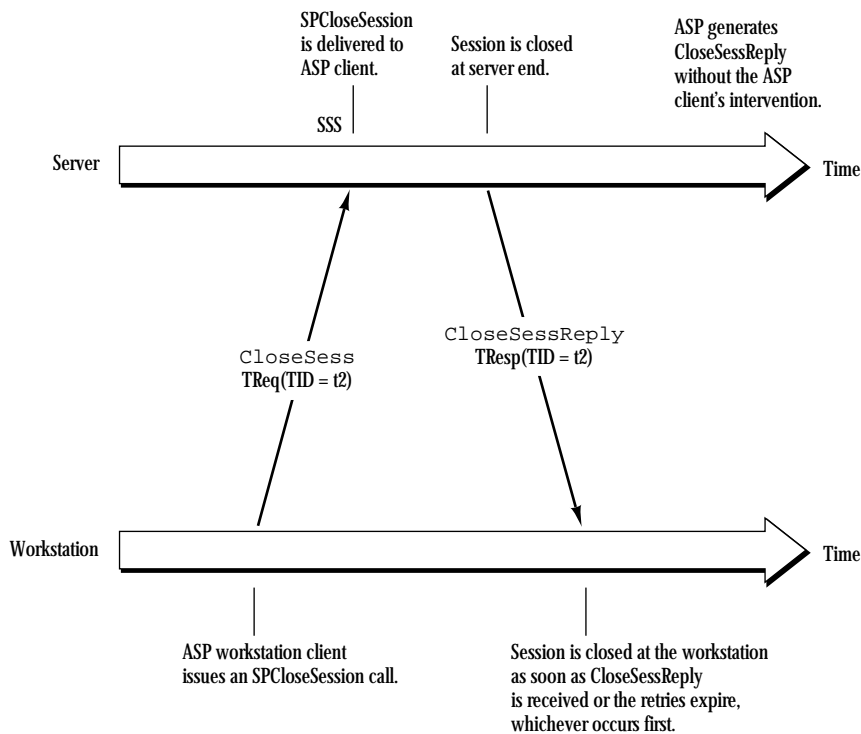 SPCloseSession
is delivered to
ASP client.
Session is closed
at server end.
ASP generates
CloseSessReply
without the ASP
client's intervention.
SSS
Server
Time
CloseSess
TReq(TID = t2)
CloseSessReply
TResp(TID = t2)
Workstation
Time
ASP workstation client
issues an SPCloseSession call.
Session is closed at the workstation
as soon as CloseSessReply
is received or the retries expire,
whichever occurs first.